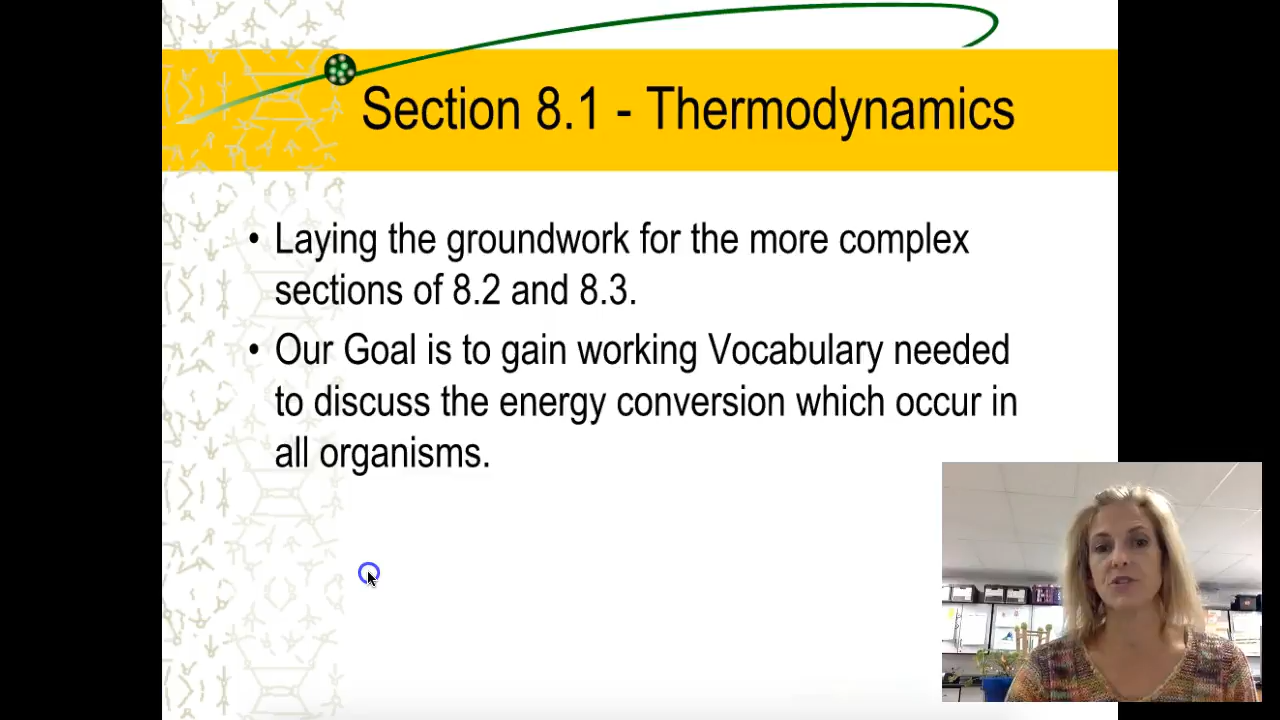 Section 8.1 - Thermodynamics
• Laying the groundwork for the more complex
sections of 8.2 and 8.3.
• Our Goal is to gain working Vocabulary needed
to discuss the energy conversion which occur in
all organisms.